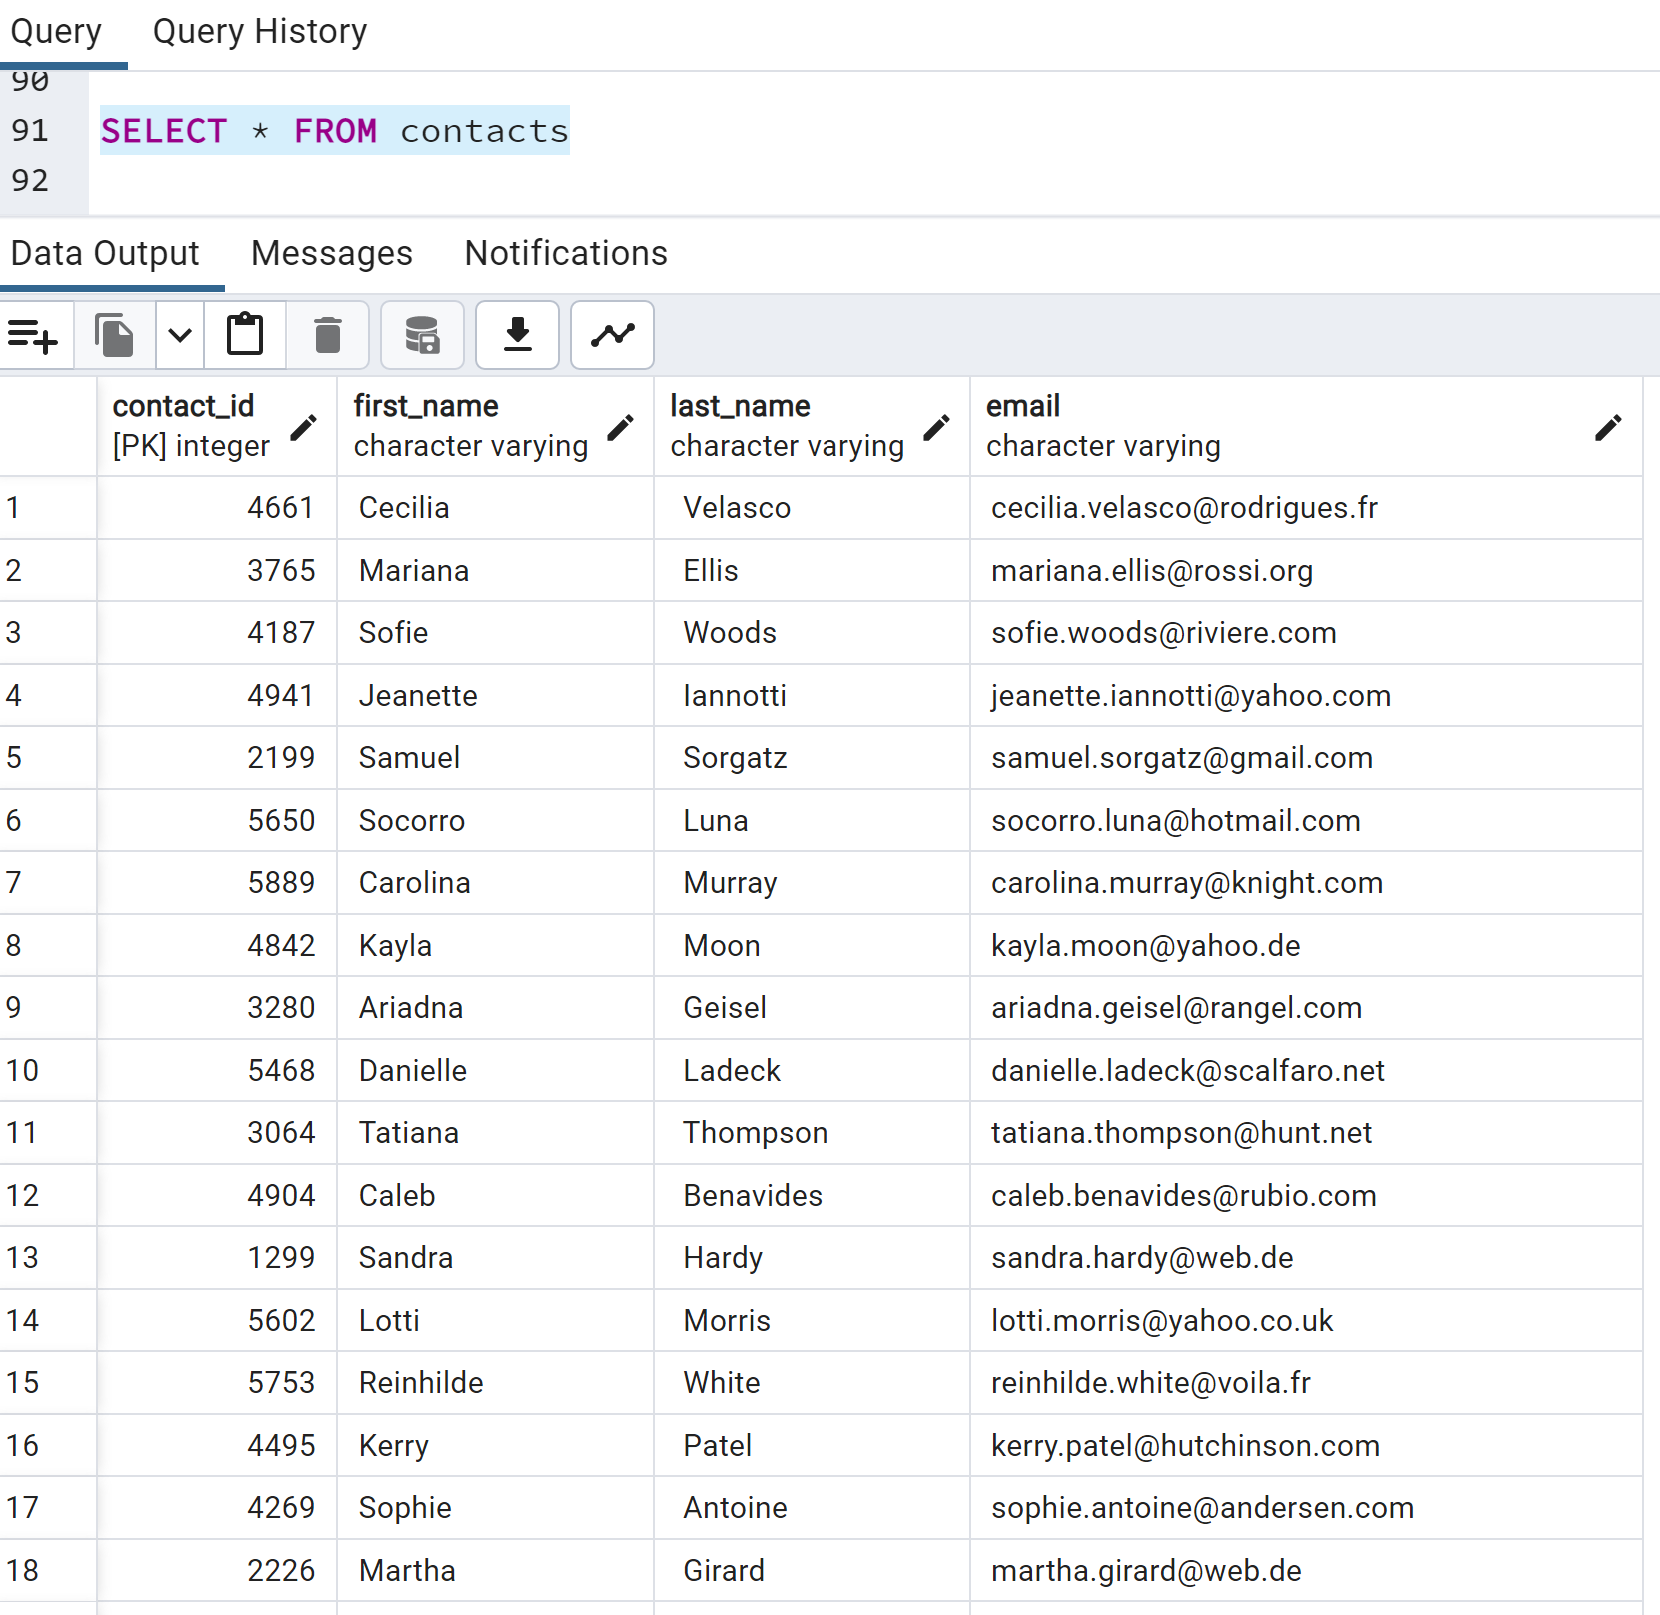 Query Query History
90
91 SELECT * FROM contacts
92
Data Output Messages Notifications
contact_id first_name last_name email
[PK] integer character varying character varying character varying
1 4661 Cecilia Velasco cecilia.velasco@rodrigues.fr
2 3765 Mariana Ellis mariana.ellis@rossi.org
3 4187 Sofie Woods sofie.woods@riviere.com
4 4941 Jeanette Iannotti jeanette.iannotti@yahoo.com
5 2199 Samuel Sorgatz samuel.sorgatz@gmail.com
6 5650 Socorro Luna socorro.luna@hotmail.com
7 5889 Carolina Murray carolina.murray@knight.com
8 4842 Kayla Moon kayla.moon@yahoo.de
9 3280 Ariadna Geisel ariadna.geisel@rangel.com
10 5468 Danielle Ladeck danielle.ladeck@scalfaro.net
11 3064 Tatiana Thompson tatiana.thompson@hunt.net
12 4904 Caleb Benavides caleb.benavides@rubio.com
13 1299 Sandra Hardy sandra.hardy@web.de
14 5602 Lotti Morris lotti.morris@yahoo.co.uk
15 5753 Reinhilde White reinhilde.white@voila.fr
16 4495 Kerry Patel kerry.patel@hutchinson.com
17 4269 Sophie Antoine sophie.antoine@andersen.com
18 2226 Martha Girard martha.girard@web.de